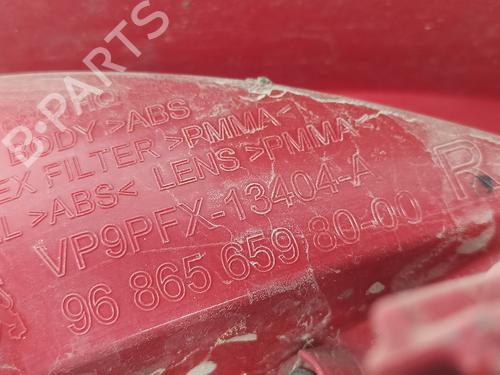 B-PARTS
BODY >ABS
EX FILTER >PMMA<
>ABS< LENS >PMMA
VP9PFX-13404-A R
96 865 659 80-00